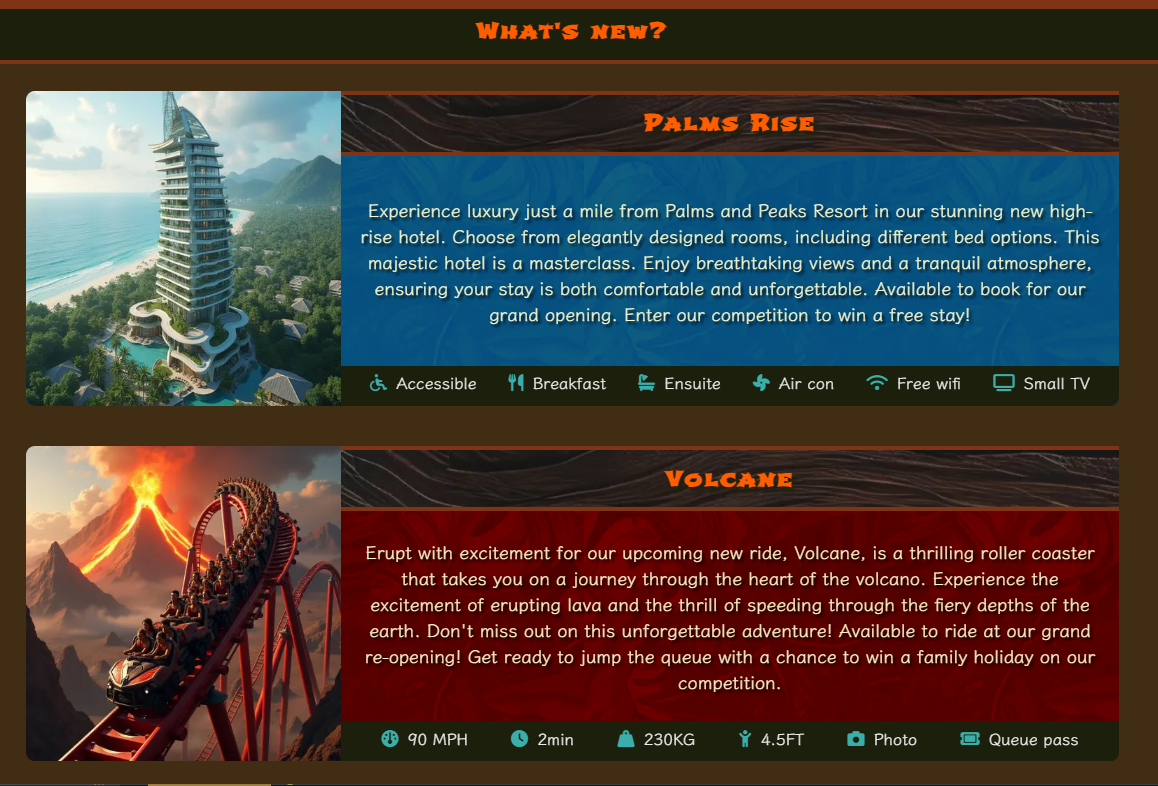 What's new?
Palms Rise
Experience luxury just a mile from Palms and Peaks Resort in our stunning new high-
rise hotel. Choose from elegantly designed rooms, including different bed options. This
majestic hotel is a masterclass. Enjoy breathtaking views and a tranquil atmosphere,
ensuring your stay is both comfortable and unforgettable. Available to book for our
grand opening. Enter our competition to win a free stay!
Accessible Breakfast Ensuite Air con Free wifi Small TV
Volcane
Erupt with excitement for our upcoming new ride, Volcane, is a thrilling roller coaster
that takes you on a journey through the heart of the volcano. Experience the
excitement of erupting lava and the thrill of speeding through the fiery depths of the
earth. Don't miss out on this unforgettable adventure! Available to ride at our grand
re-opening! Get ready to jump the queue with a chance to win a family holiday on our
competition.
90 MPH 2min 230KG 4.5FT Photo Queue pass